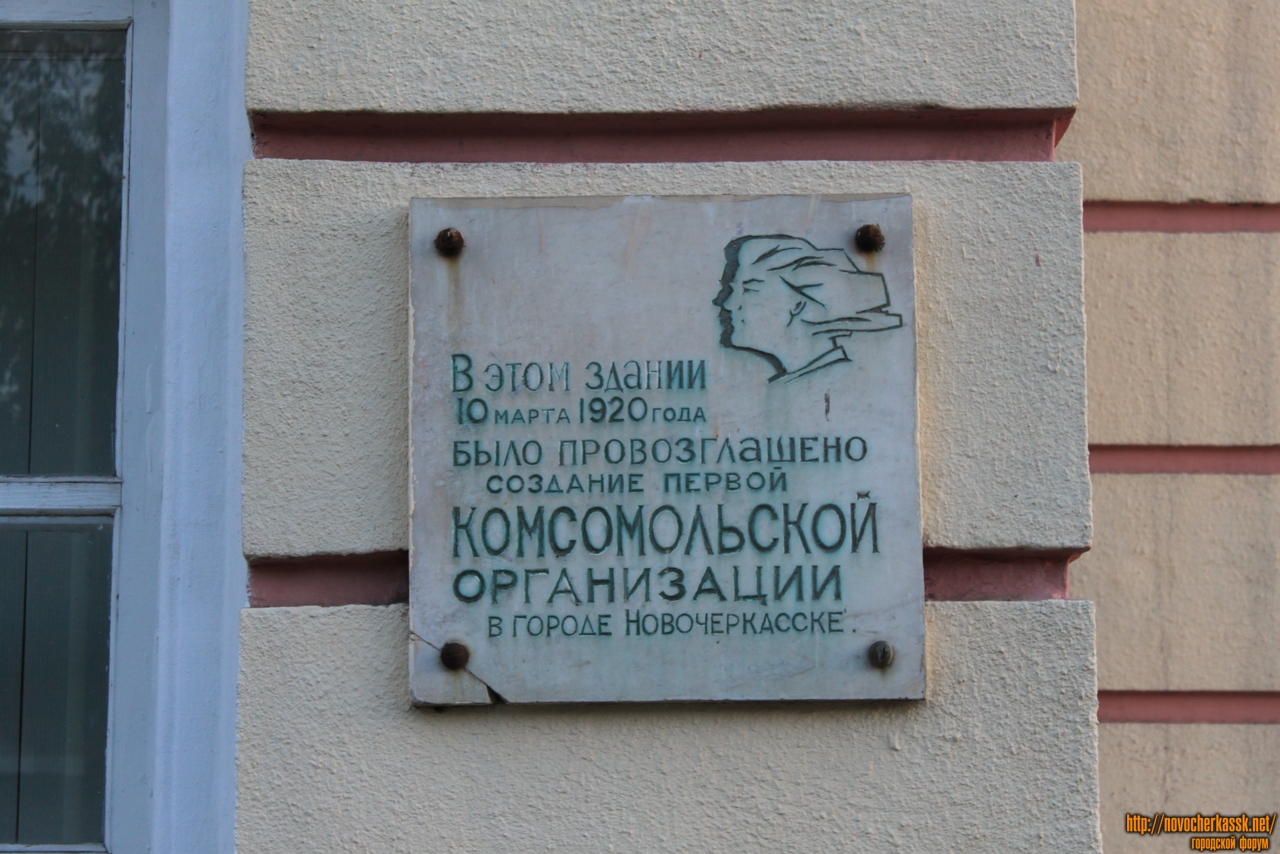 В этом здании
10 марта 1920 года
было провозглашено
создание первой
КОМСОМОЛЬСКОЙ
ОРГАНИЗАЦИИ
в городе Новочеркасске.
http://novocherkassk.net/
городской форум